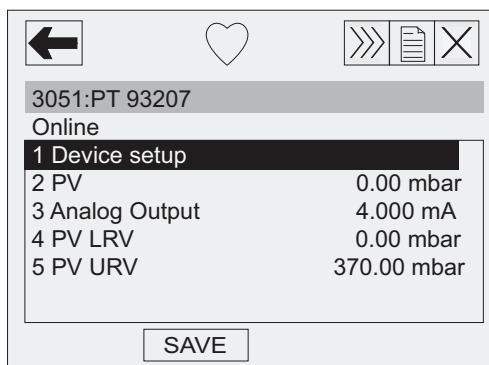 3051:PT 93207
Online
1 Device setup
2 PV 0.00 mbar
3 Analog Output 4.000 mA
4 PV LRV 0.00 mbar
5 PV URV 370.00 mbar
SAVE